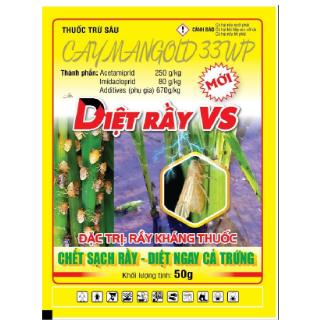 THUỐC TRỪ SÂU
CẢNH BÁO
CAYMANGOLD 33WP
Thành phần: Acetamiprid 250 g/kg
Imidacloprid 80 g/kg
Additives (phụ gia) 670g/kg
MỚI
DIỆT RẦY VS
ĐẶC TRỊ: RẦY KHÁNG THUỐC
CHẾT SẠCH RẦY - DIỆT NGAY CẢ TRỨNG
Khối lượng tịnh: 50g